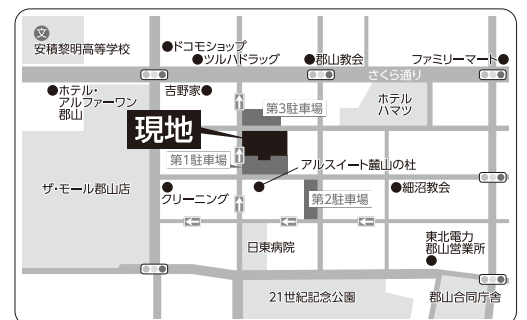 文
安積黎明高等学校
ドコモショップ
ツルハドラッグ
郡山教会
ファミリーマート
さくら通り
ホテル・
アルファーワン
郡山
吉野家
第3駐車場
ホテル
ハマツ
現地
第1駐車場
アルスイート麓山の杜
ザ・モール郡山店
クリーニング
第2駐車場
細沼教会
日東病院
東北電力
郡山営業所
21世紀記念公園
郡山合同庁舎